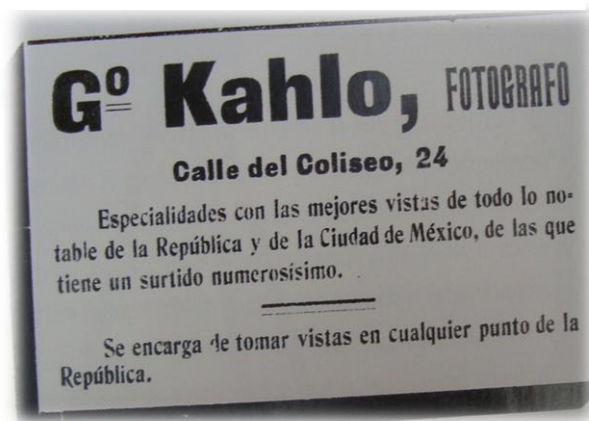 Gº Kahlo, FOTOGRAFO
Calle del Coliseo, 24
Especialidades con las mejores vistas de todo lo no-
table de la República y de la Ciudad de México, de las que
tiene un surtido numerosísimo.
Se encarga de tomar vistas en cualquier punto de la
República.